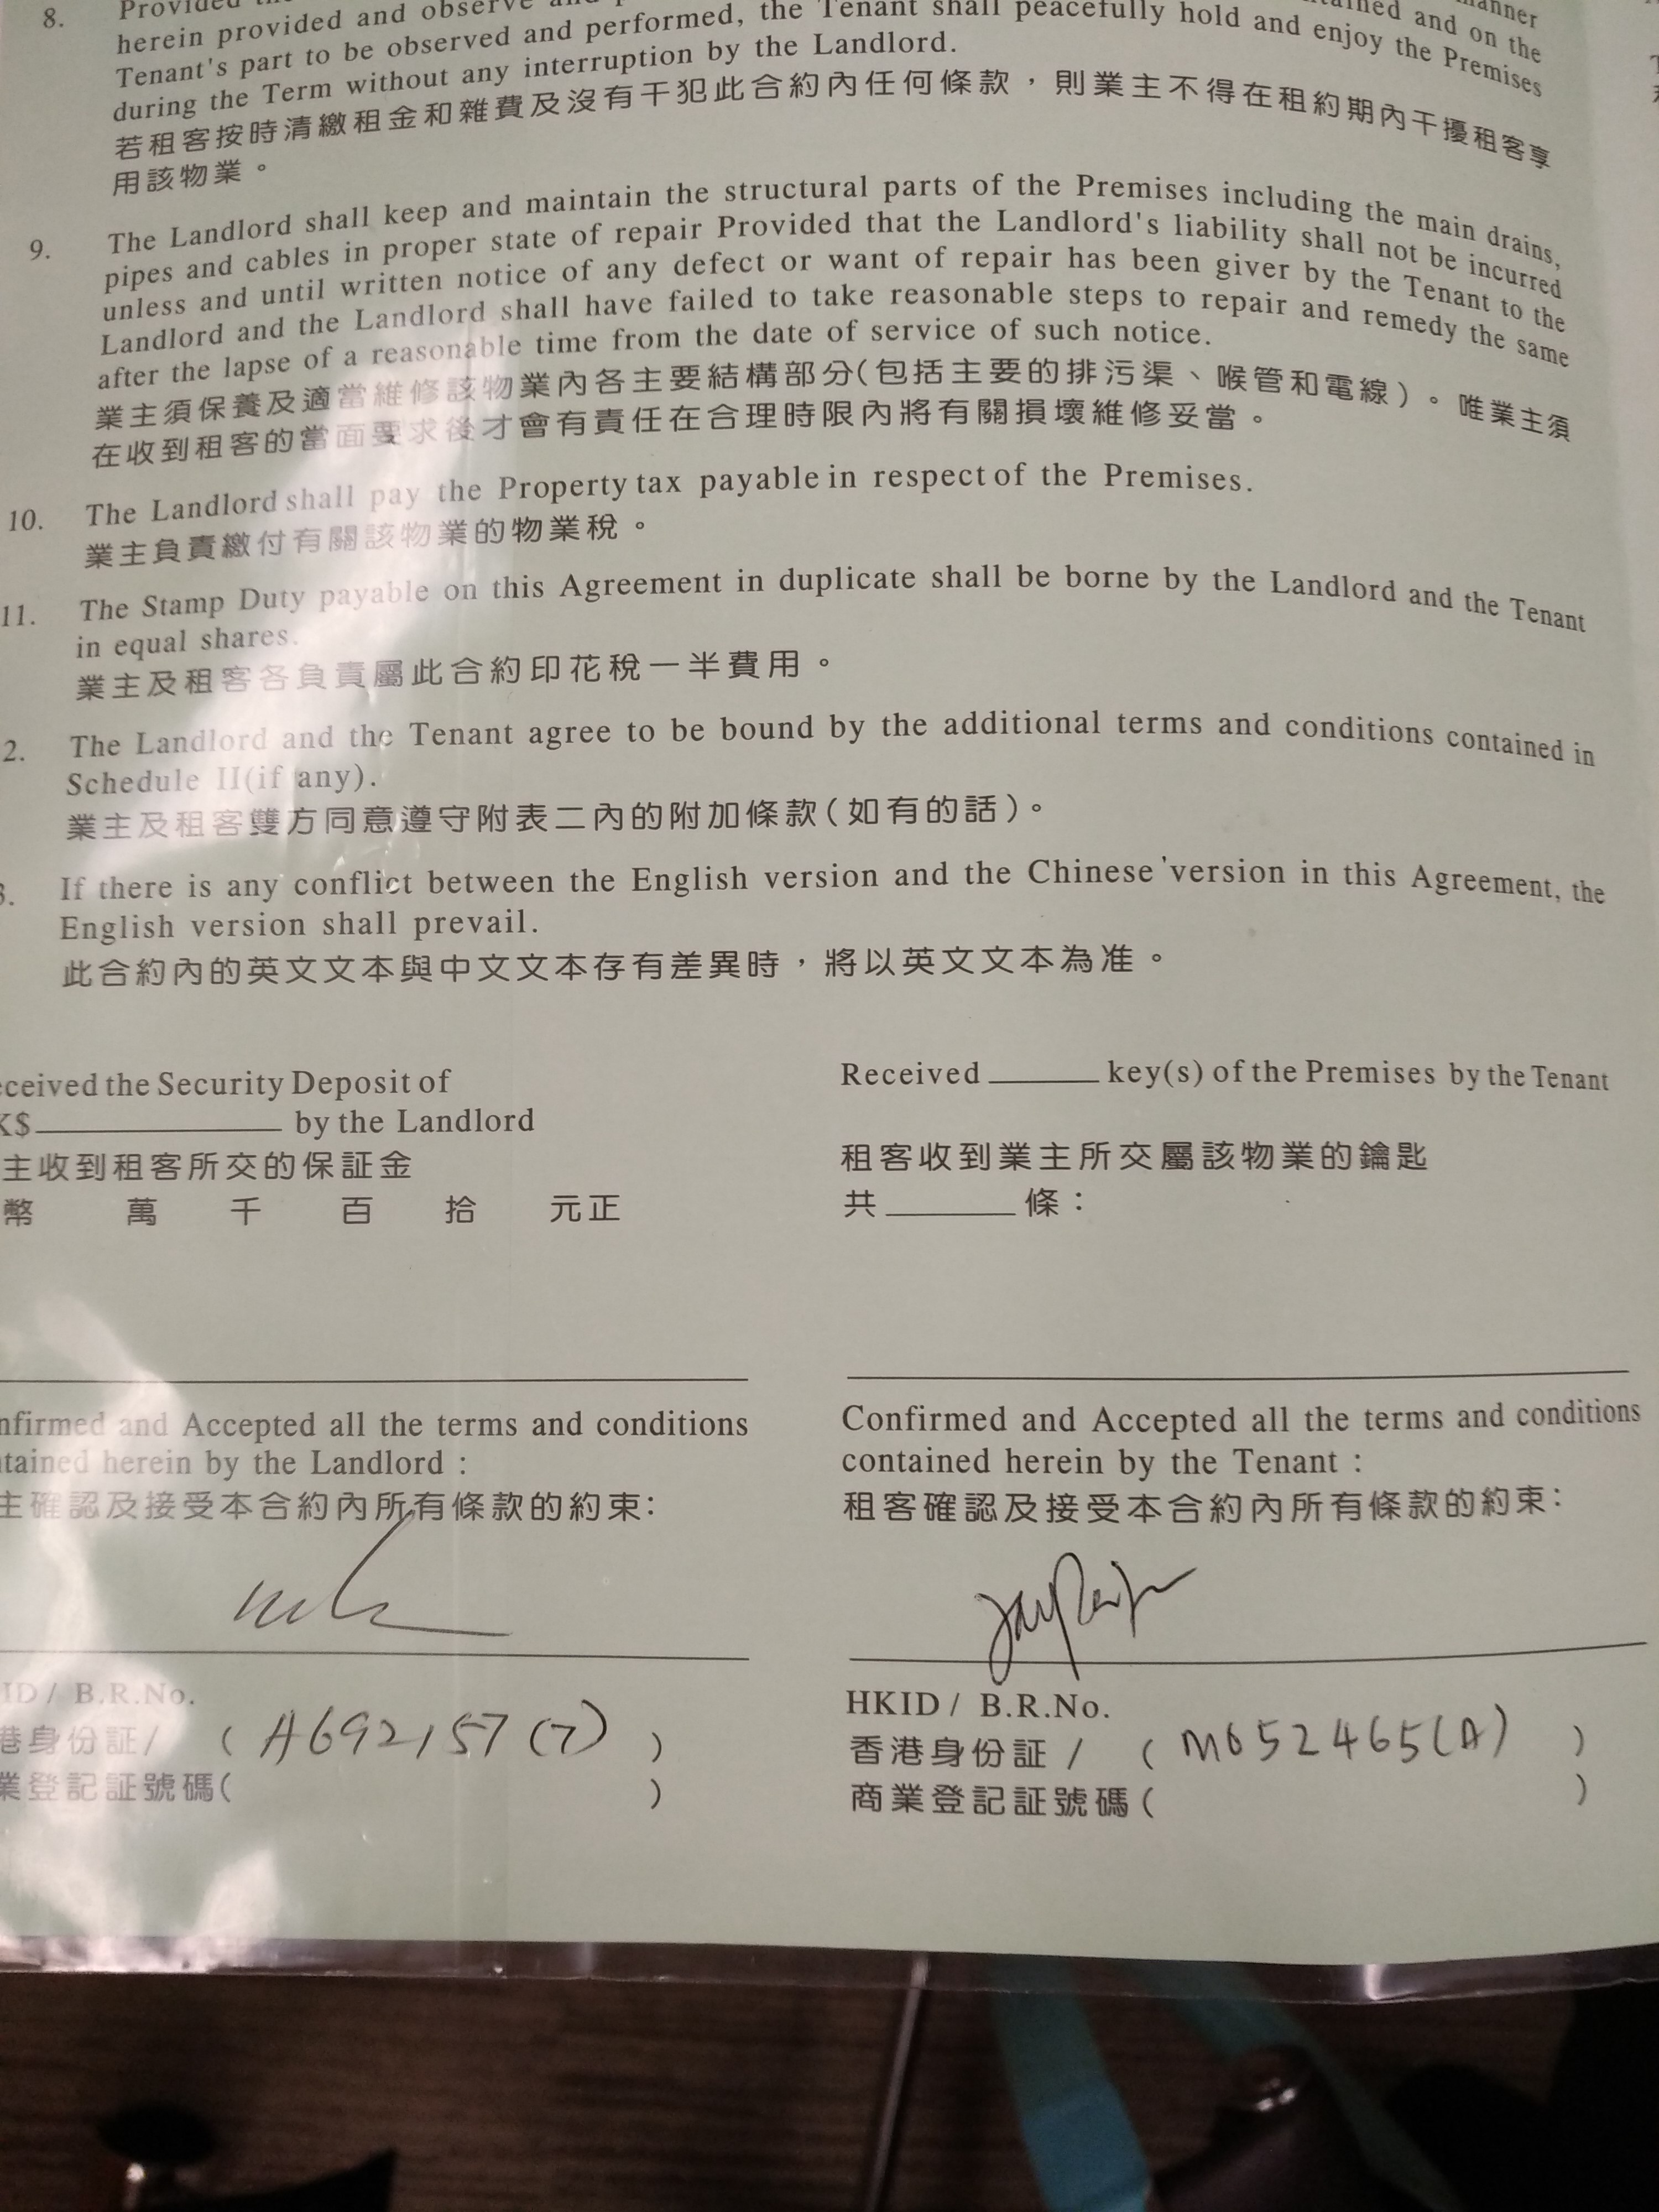 8. Provided
manner
herein provided and observe and
tained and on the
Tenant's part to be observed and performed, the Tenant shall peacefully hold and enjoy the Premises
during the Term without any interruption by the Landlord.
若租客按時清繳租金和雜費及沒有干犯此合約內任何條款，則業主不得在租約期內干擾租客享
用該物業。
9. The Landlord shall keep and maintain the structural parts of the Premises including the main drains,
pipes and cables in proper state of repair Provided that the Landlord's liability shall not be incurred
unless and until written notice of any defect or want of repair has been giver by the Tenant to the
Landlord and the Landlord shall have failed to take reasonable steps to repair and remedy the same
after the lapse of a reasonable time from the date of service of such notice.
業主須保養及適當維修該物業內各主要結構部分(包括主要的排污渠、喉管和電線)。唯業主須
在收到租客的當面要求後才會有責任在合理時限內將有關損壞維修妥當。
10. The Landlord shall pay the Property tax payable in respect of the Premises.
業主負責繳付有關該物業的物業稅。
11. The Stamp Duty payable on this Agreement in duplicate shall be borne by the Landlord and the Tenant
in equal shares.
業主及租客各負責屬此合約印花稅一半費用。
2. The Landlord and the Tenant agree to be bound by the additional terms and conditions contained in
Schedule II(if any).
業主及租客雙方同意遵守附表二內的附加條款(如有的話)。
3. If there is any conflict between the English version and the Chinese version in this Agreement, the
English version shall prevail.
此合約內的英文文本與中文文本存有差異時，將以英文文本為准。
ceived the Security Deposit of
K$ by the Landlord
主收到租客所交的保証金
幣 萬 千 百 拾 元正
Received key(s) of the Premises by the Tenant
租客收到業主所交屬該物業的鑰匙
共 條：
nfirmed and Accepted all the terms and conditions
tained herein by the Landlord :
主確認及接受本合約內所有條款的約束:
ID / B.R.No.
港身份証/ ( A692157(7) )
業登記証號碼( )
Confirmed and Accepted all the terms and conditions
contained herein by the Tenant :
租客確認及接受本合約內所有條款的約束:
HKID / B.R.No.
香港身份証 / ( M652465(A) )
商業登記証號碼 ( )